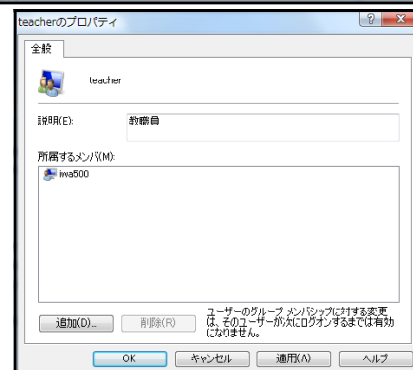 teacherのプロパティ
全般
teacher
説明(E):
教職員
所属するメンバ(M):
iwa500
追加(D)...
削除(R)
ユーザーのグループ メンバシップに対する変更
は、そのユーザーが次にログオンするまでは有効
になりません。
OK
キャンセル
適用(A)
ヘルプ